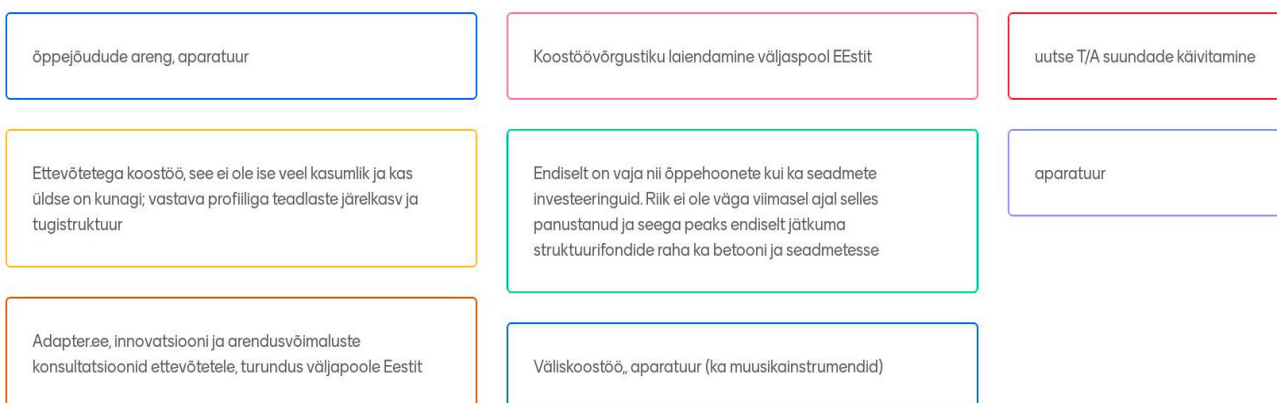 õppejõudude areng, aparatuur
Ettevõtetega koostöö, see ei ole ise veel kasumlik ja kas
üldse on kunagi; vastava profiiliga teadlaste järelkasv ja
tugistruktuur
Adapter.ee, innovatsiooni ja arendusvõimaluste
konsultatsioonid ettevõtetele, turundus väljapoole Eestit
Koostöövõrgustiku laiendamine väljaspool EEstit
Endiselt on vaja nii õppehoonete kui ka seadmete
investeeringuid. Riik ei ole väga viimasel ajal selles
panustanud ja seega peaks endiselt jätkuma
struktuurifondide raha ka betooni ja seadmetesse
Väliskoostöö,, aparatuur (ka muusikainstrumendid)
uutse T/A suundade käivitamine
aparatuur